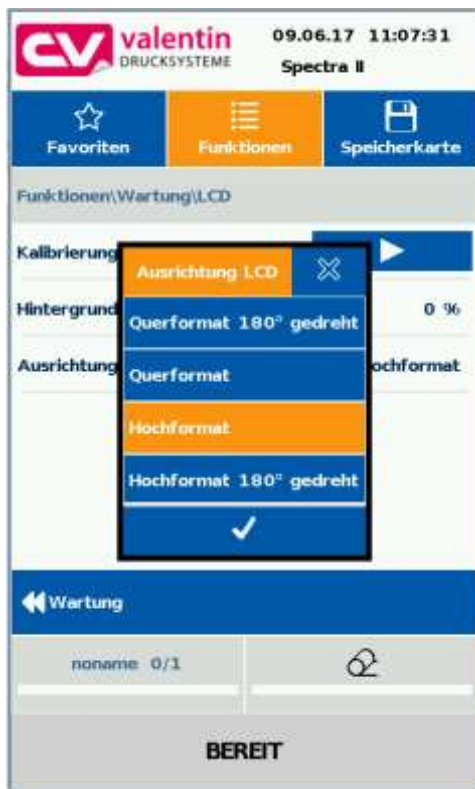 CV valentin 09.06.17 11:07:31
DRUCKSYSTEME Spectra II
Favoriten Funktionen Speicherkarte
Funktionen\Wartung\LCD
Kalibrierung
Ausrichtung LCD
Hintergrund 0 %
Querformat 180° gedreht
Querformat
Ausrichtung ochformat
Hochformat
Hochformat 180° gedreht
Wartung
noname 0/1
BEREIT